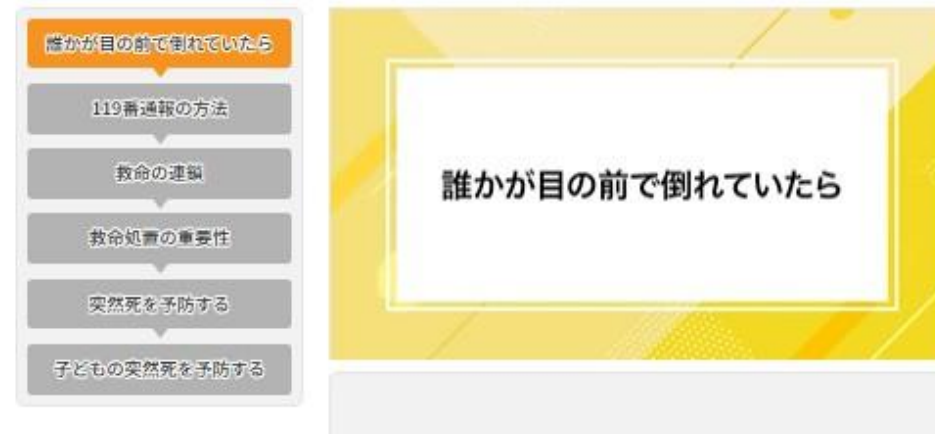 誰かが目の前で倒れていたら
119番通報の方法
救命の連鎖
救命処置の重要性
突然死を予防する
子どもの突然死を予防する
誰かが目の前で倒れていたら